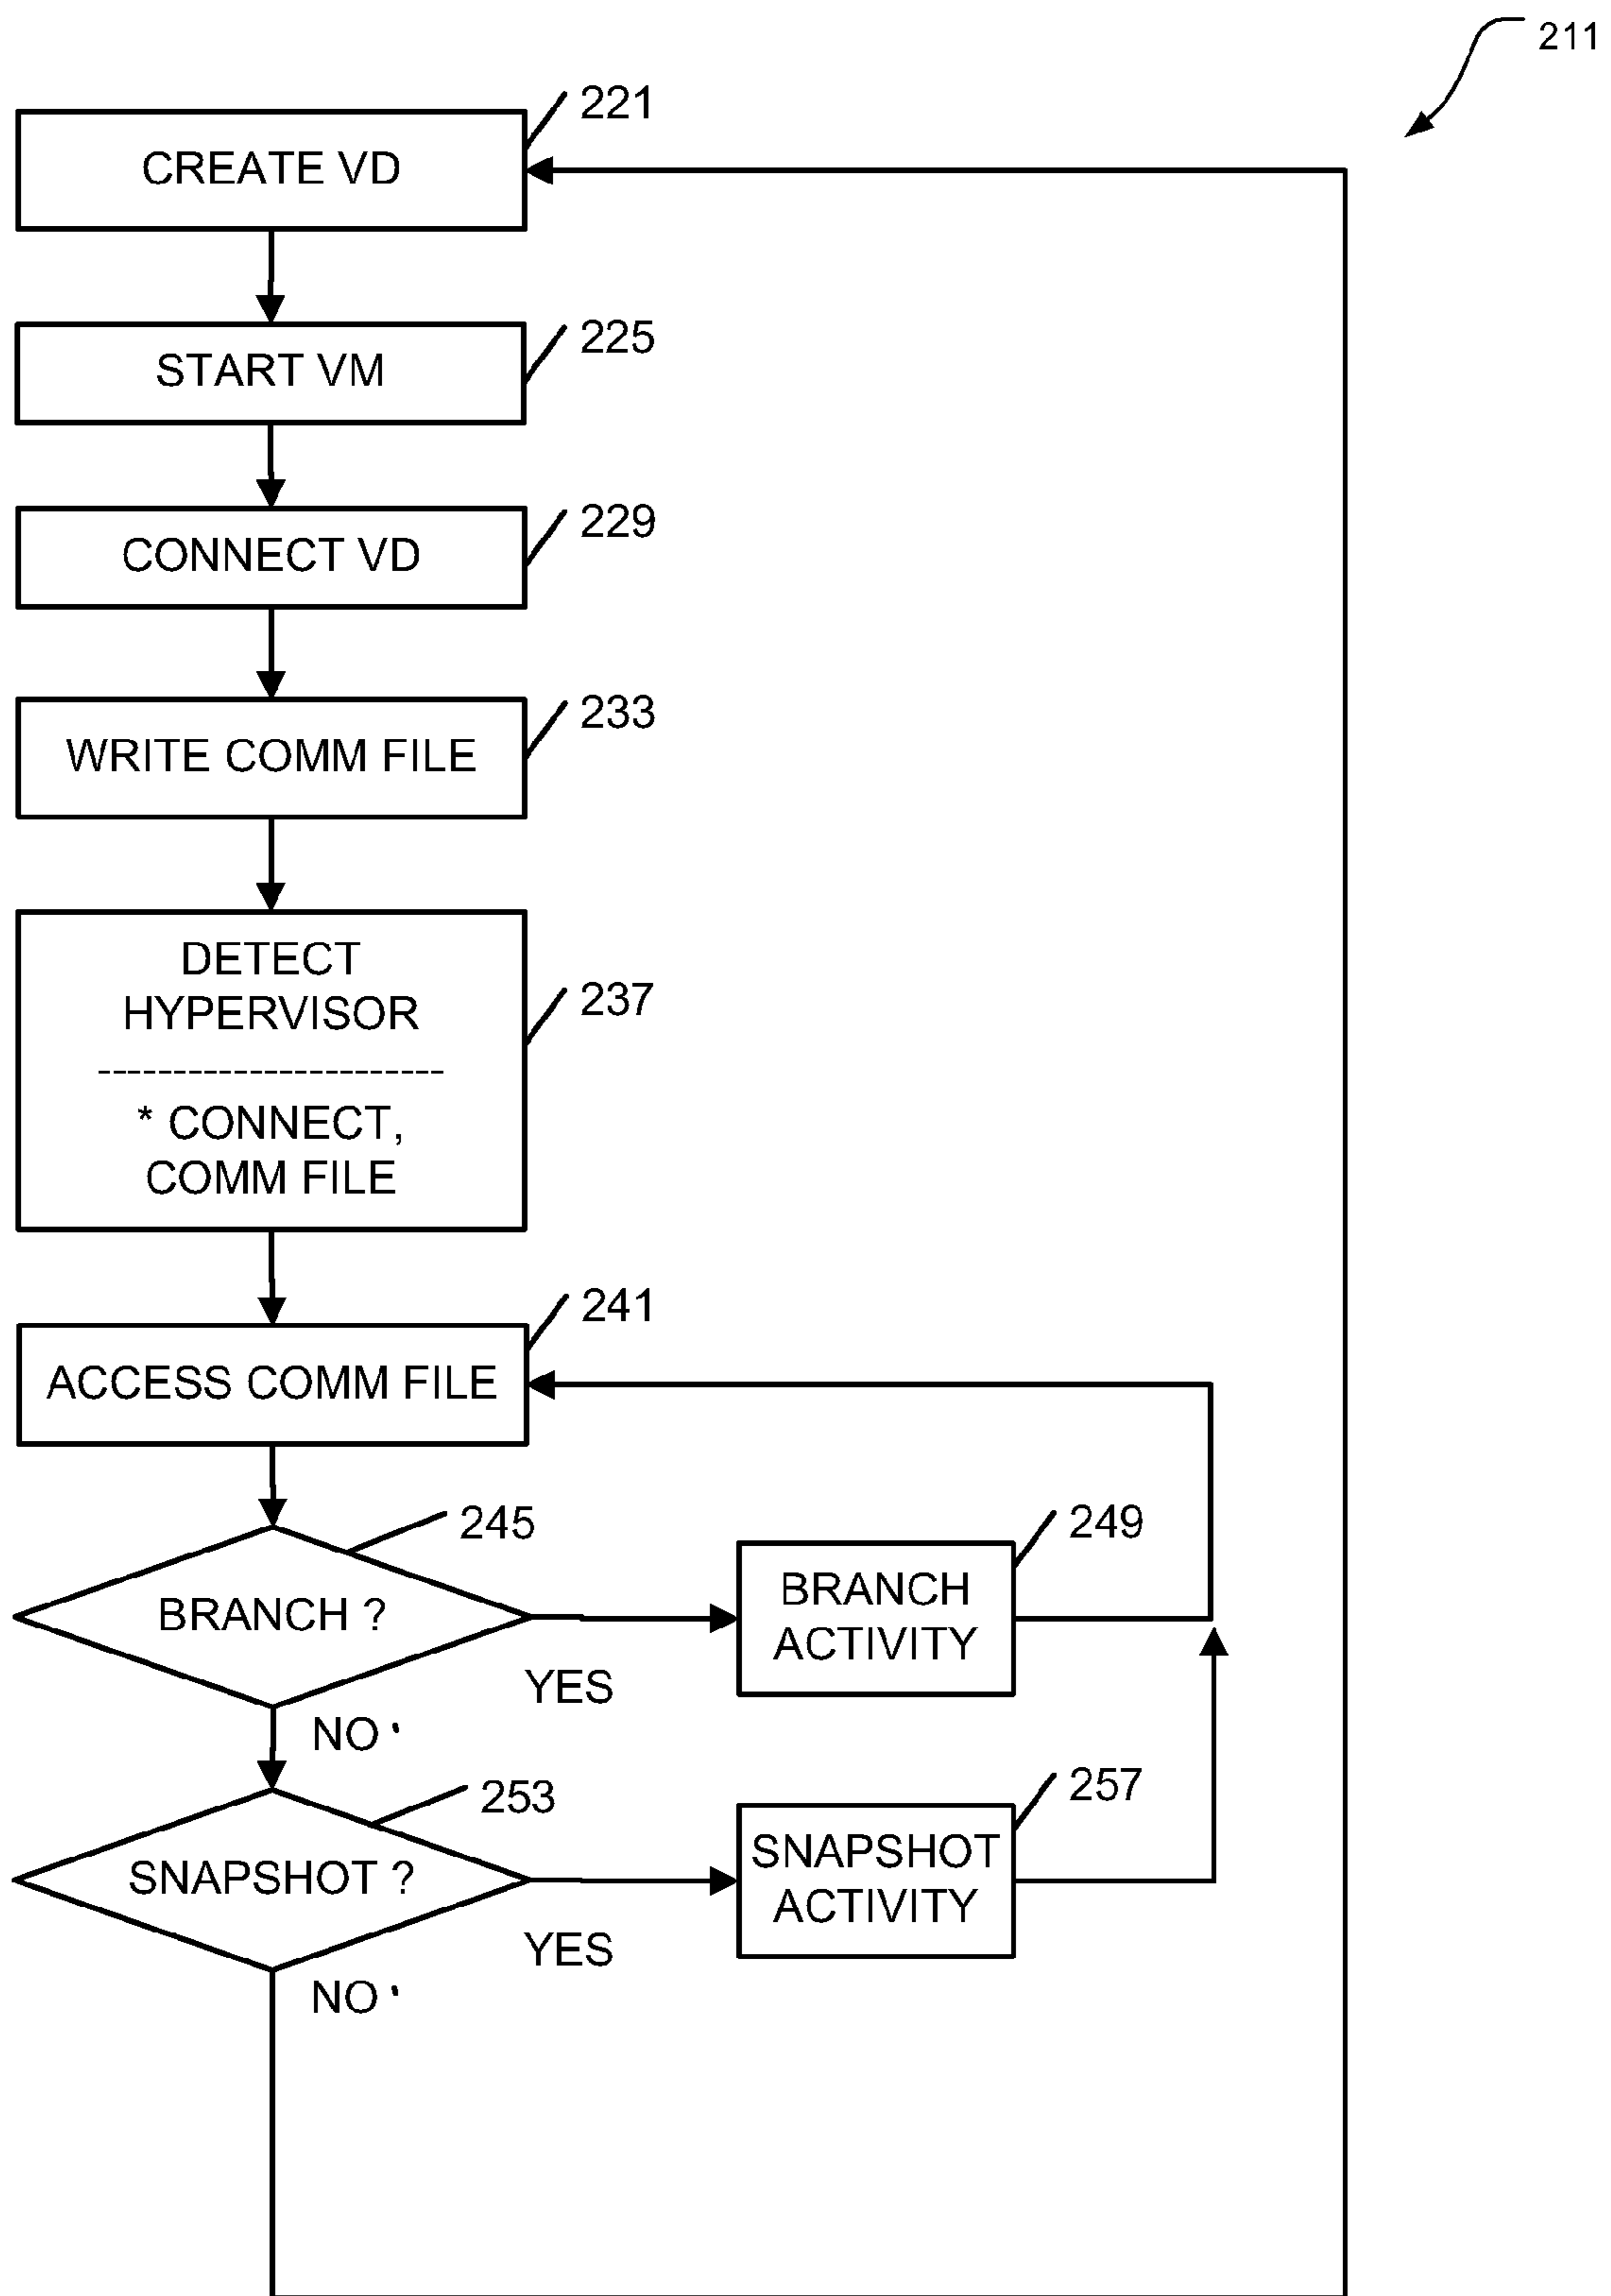 211
221
CREATE VD
225
START VM
229
CONNECT VD
233
WRITE COMM FILE
237
DETECT
HYPERVISOR
-----------------------
* CONNECT,
COMM FILE
241
ACCESS COMM FILE
245
BRANCH ?
YES
NO
249
BRANCH
ACTIVITY
253
SNAPSHOT ?
YES
NO
257
SNAPSHOT
ACTIVITY